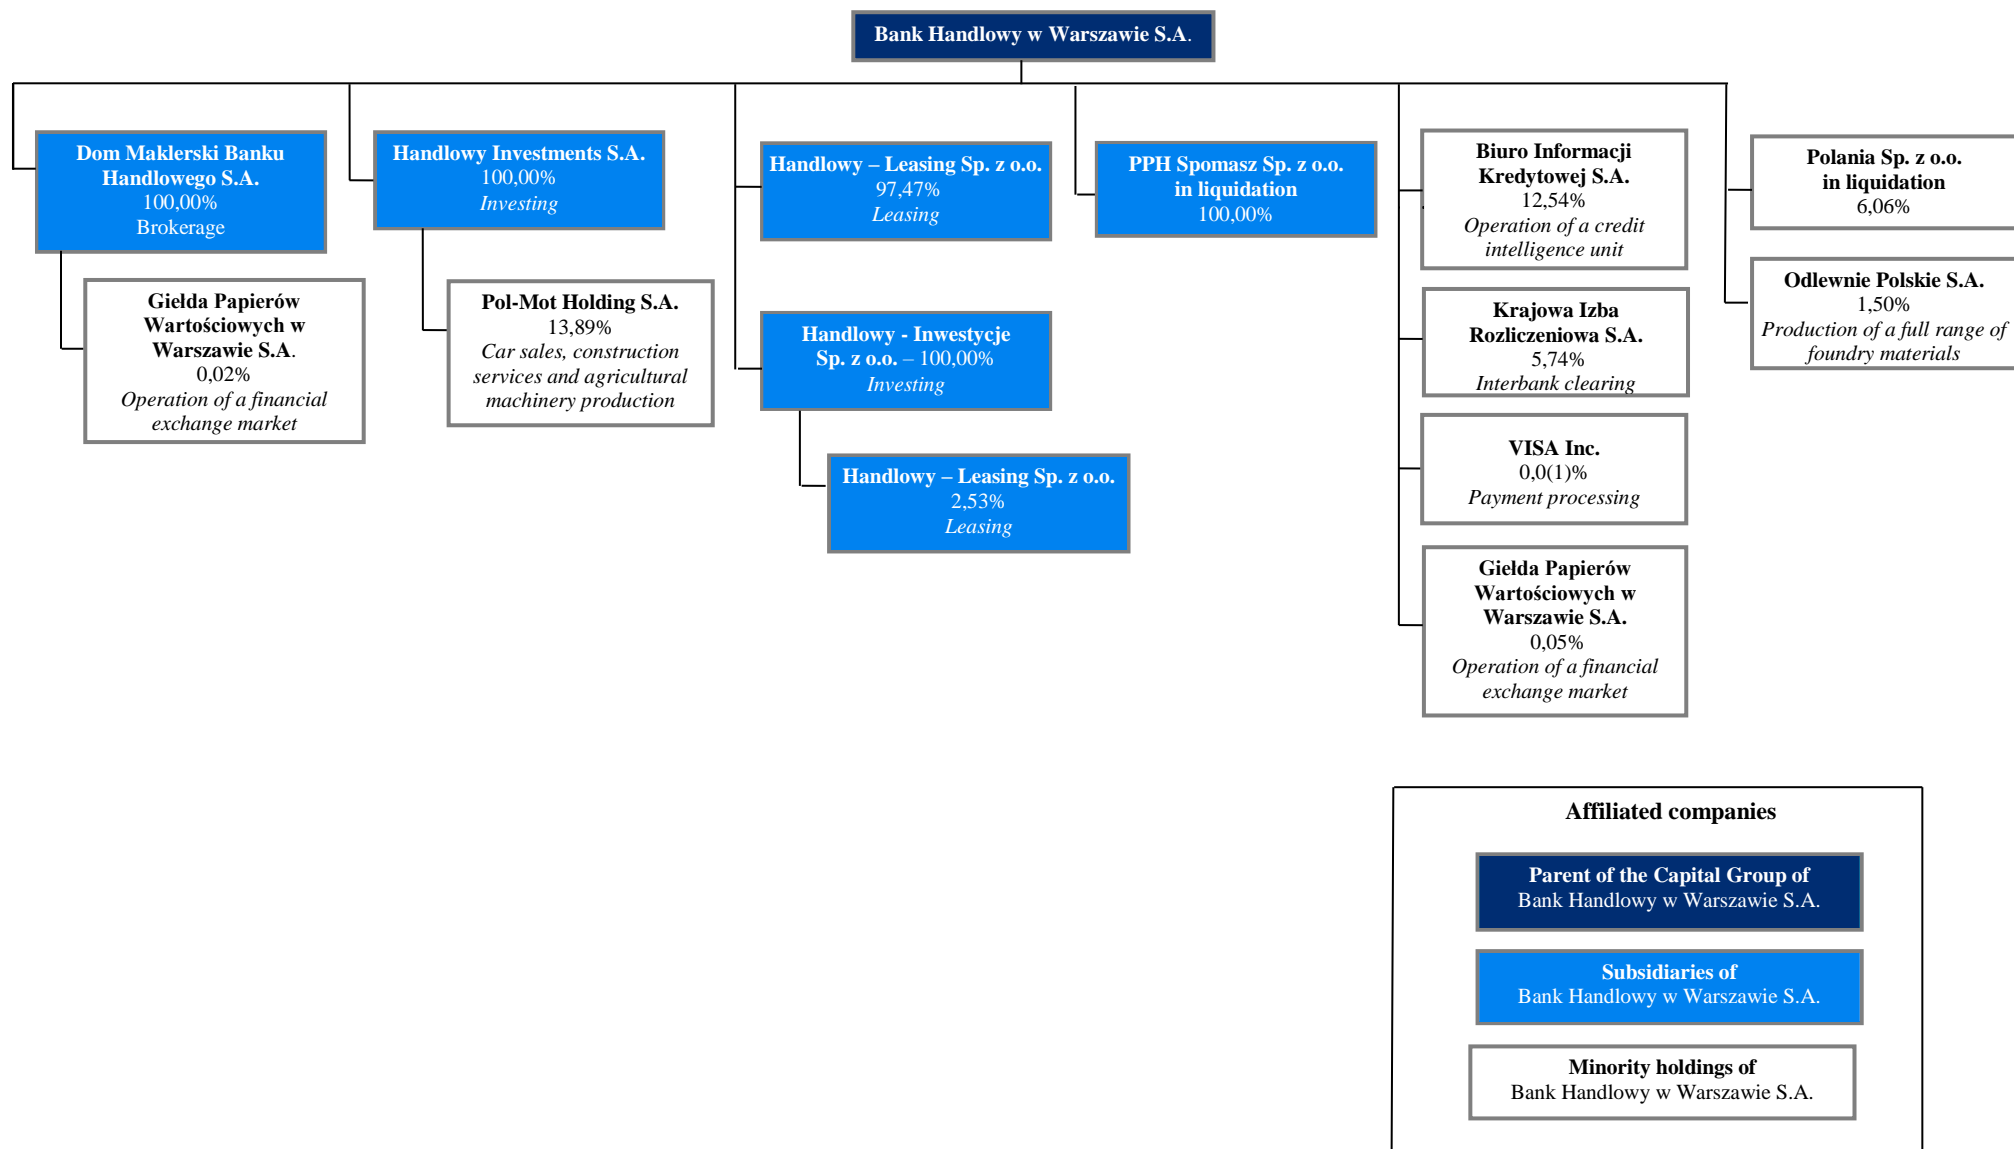 Bank Handlowy w Warszawie S.A.
Dom Maklerski Banku
Handlowego S.A.
100,00%
Brokerage
Giełda Papierów
Wartościowych w
Warszawie S.A.
0,02%
Operation of a financial
exchange market
Handlowy Investments S.A.
100,00%
Investing
Pol-Mot Holding S.A.
13,89%
Car sales, construction
services and agricultural
machinery production
Handlowy – Leasing Sp. z o.o.
97,47%
Leasing
Handlowy - Inwestycje
Sp. z o.o. – 100,00%
Investing
Handlowy – Leasing Sp. z o.o.
2,53%
Leasing
PPH Spomasz Sp. z o.o.
in liquidation
100,00%
Biuro Informacji
Kredytowej S.A.
12,54%
Operation of a credit
intelligence unit
Krajowa Izba
Rozliczeniowa S.A.
5,74%
Interbank clearing
VISA Inc.
0,0(1)%
Payment processing
Giełda Papierów
Wartościowych w
Warszawie S.A.
0,05%
Operation of a financial
exchange market
Polania Sp. z o.o.
in liquidation
6,06%
Odlewnie Polskie S.A.
1,50%
Production of a full range of
foundry materials
Affiliated companies
Parent of the Capital Group of
Bank Handlowy w Warszawie S.A.
Subsidiaries of
Bank Handlowy w Warszawie S.A.
Minority holdings of
Bank Handlowy w Warszawie S.A.